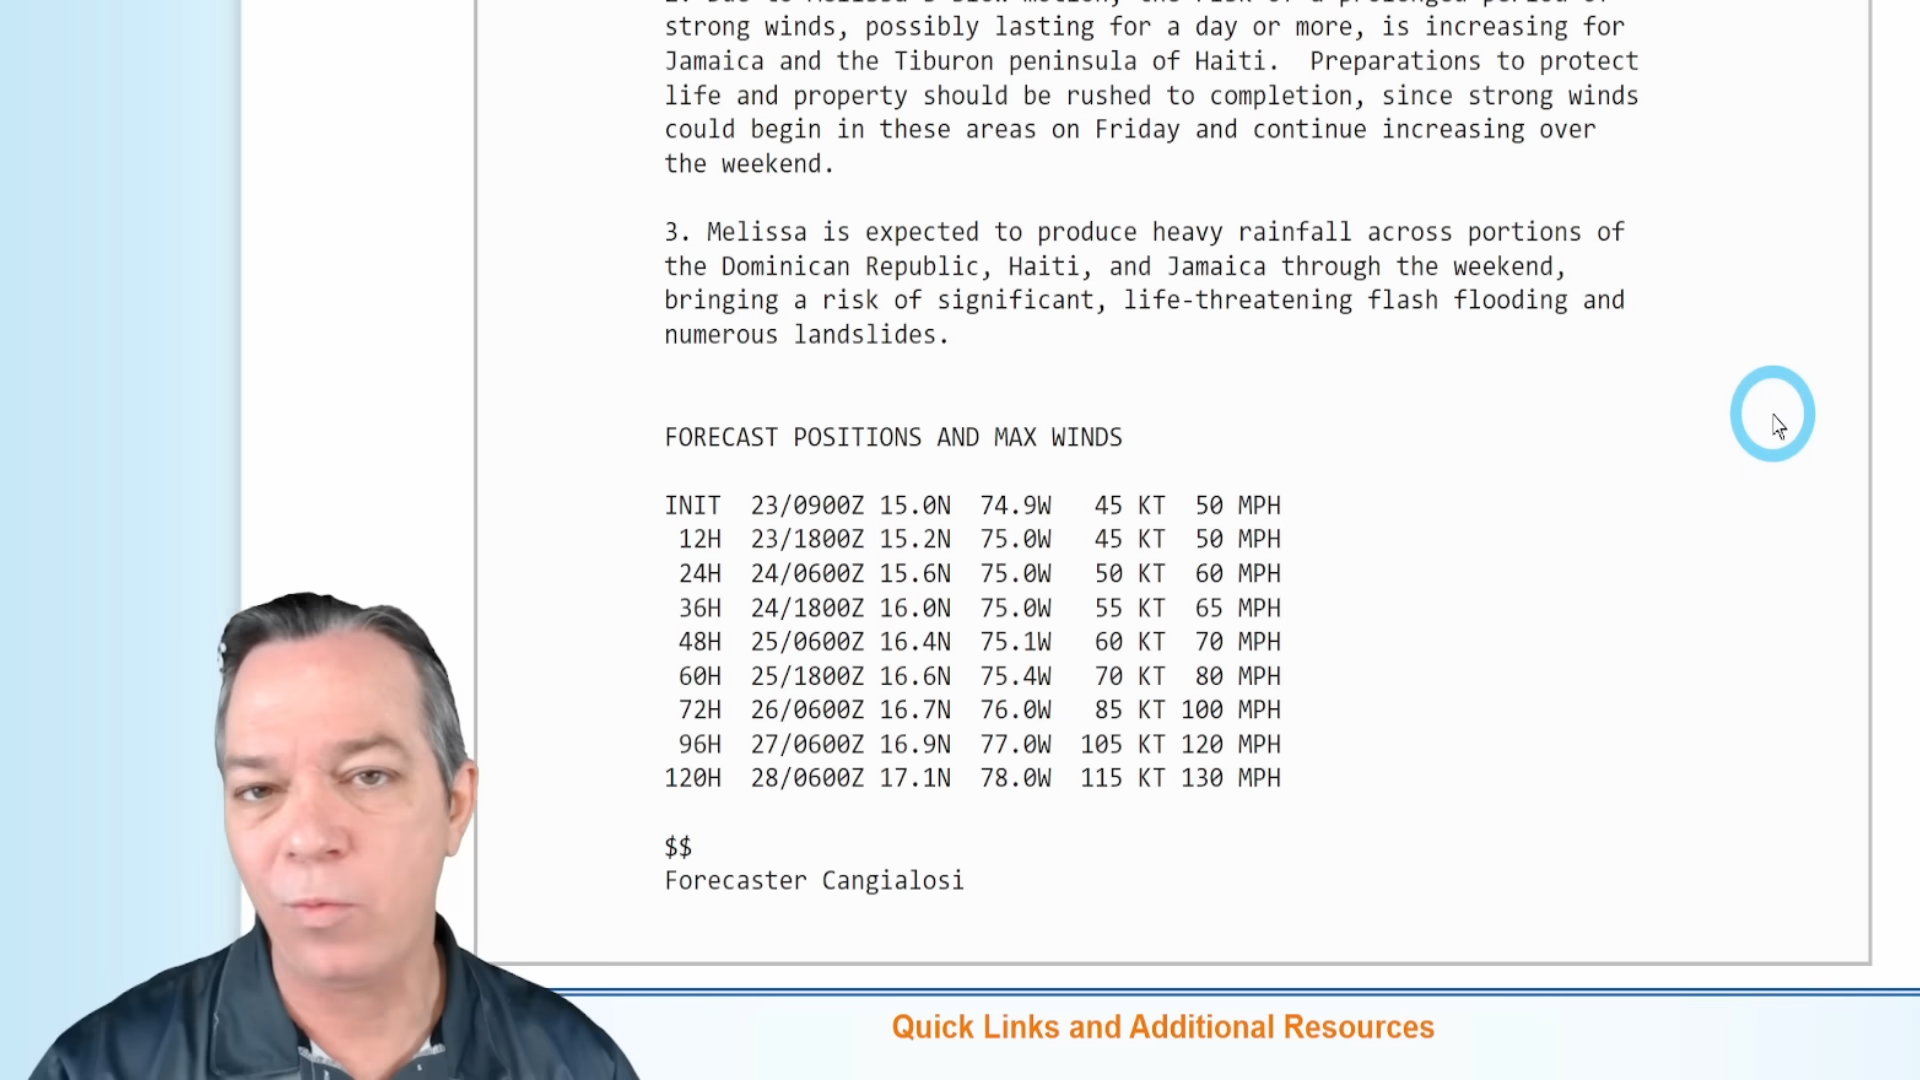 strong winds, possibly lasting for a day or more, is increasing for
Jamaica and the Tiburon peninsula of Haiti.  Preparations to protect
life and property should be rushed to completion, since strong winds
could begin in these areas on Friday and continue increasing over
the weekend.
3. Melissa is expected to produce heavy rainfall across portions of
the Dominican Republic, Haiti, and Jamaica through the weekend,
bringing a risk of significant, life-threatening flash flooding and
numerous landslides.
FORECAST POSITIONS AND MAX WINDS
INIT  23/0900Z 15.0N  74.9W   45 KT  50 MPH
12H  23/1800Z 15.2N  75.0W   45 KT  50 MPH
24H  24/0600Z 15.6N  75.0W   50 KT  60 MPH
36H  24/1800Z 16.0N  75.0W   55 KT  65 MPH
48H  25/0600Z 16.4N  75.1W   60 KT  70 MPH
60H  25/1800Z 16.6N  75.4W   70 KT  80 MPH
72H  26/0600Z 16.7N  76.0W   85 KT 100 MPH
96H  27/0600Z 16.9N  77.0W  105 KT 120 MPH
120H  28/0600Z 17.1N  78.0W  115 KT 130 MPH
$$
Forecaster Cangialosi
Quick Links and Additional Resources